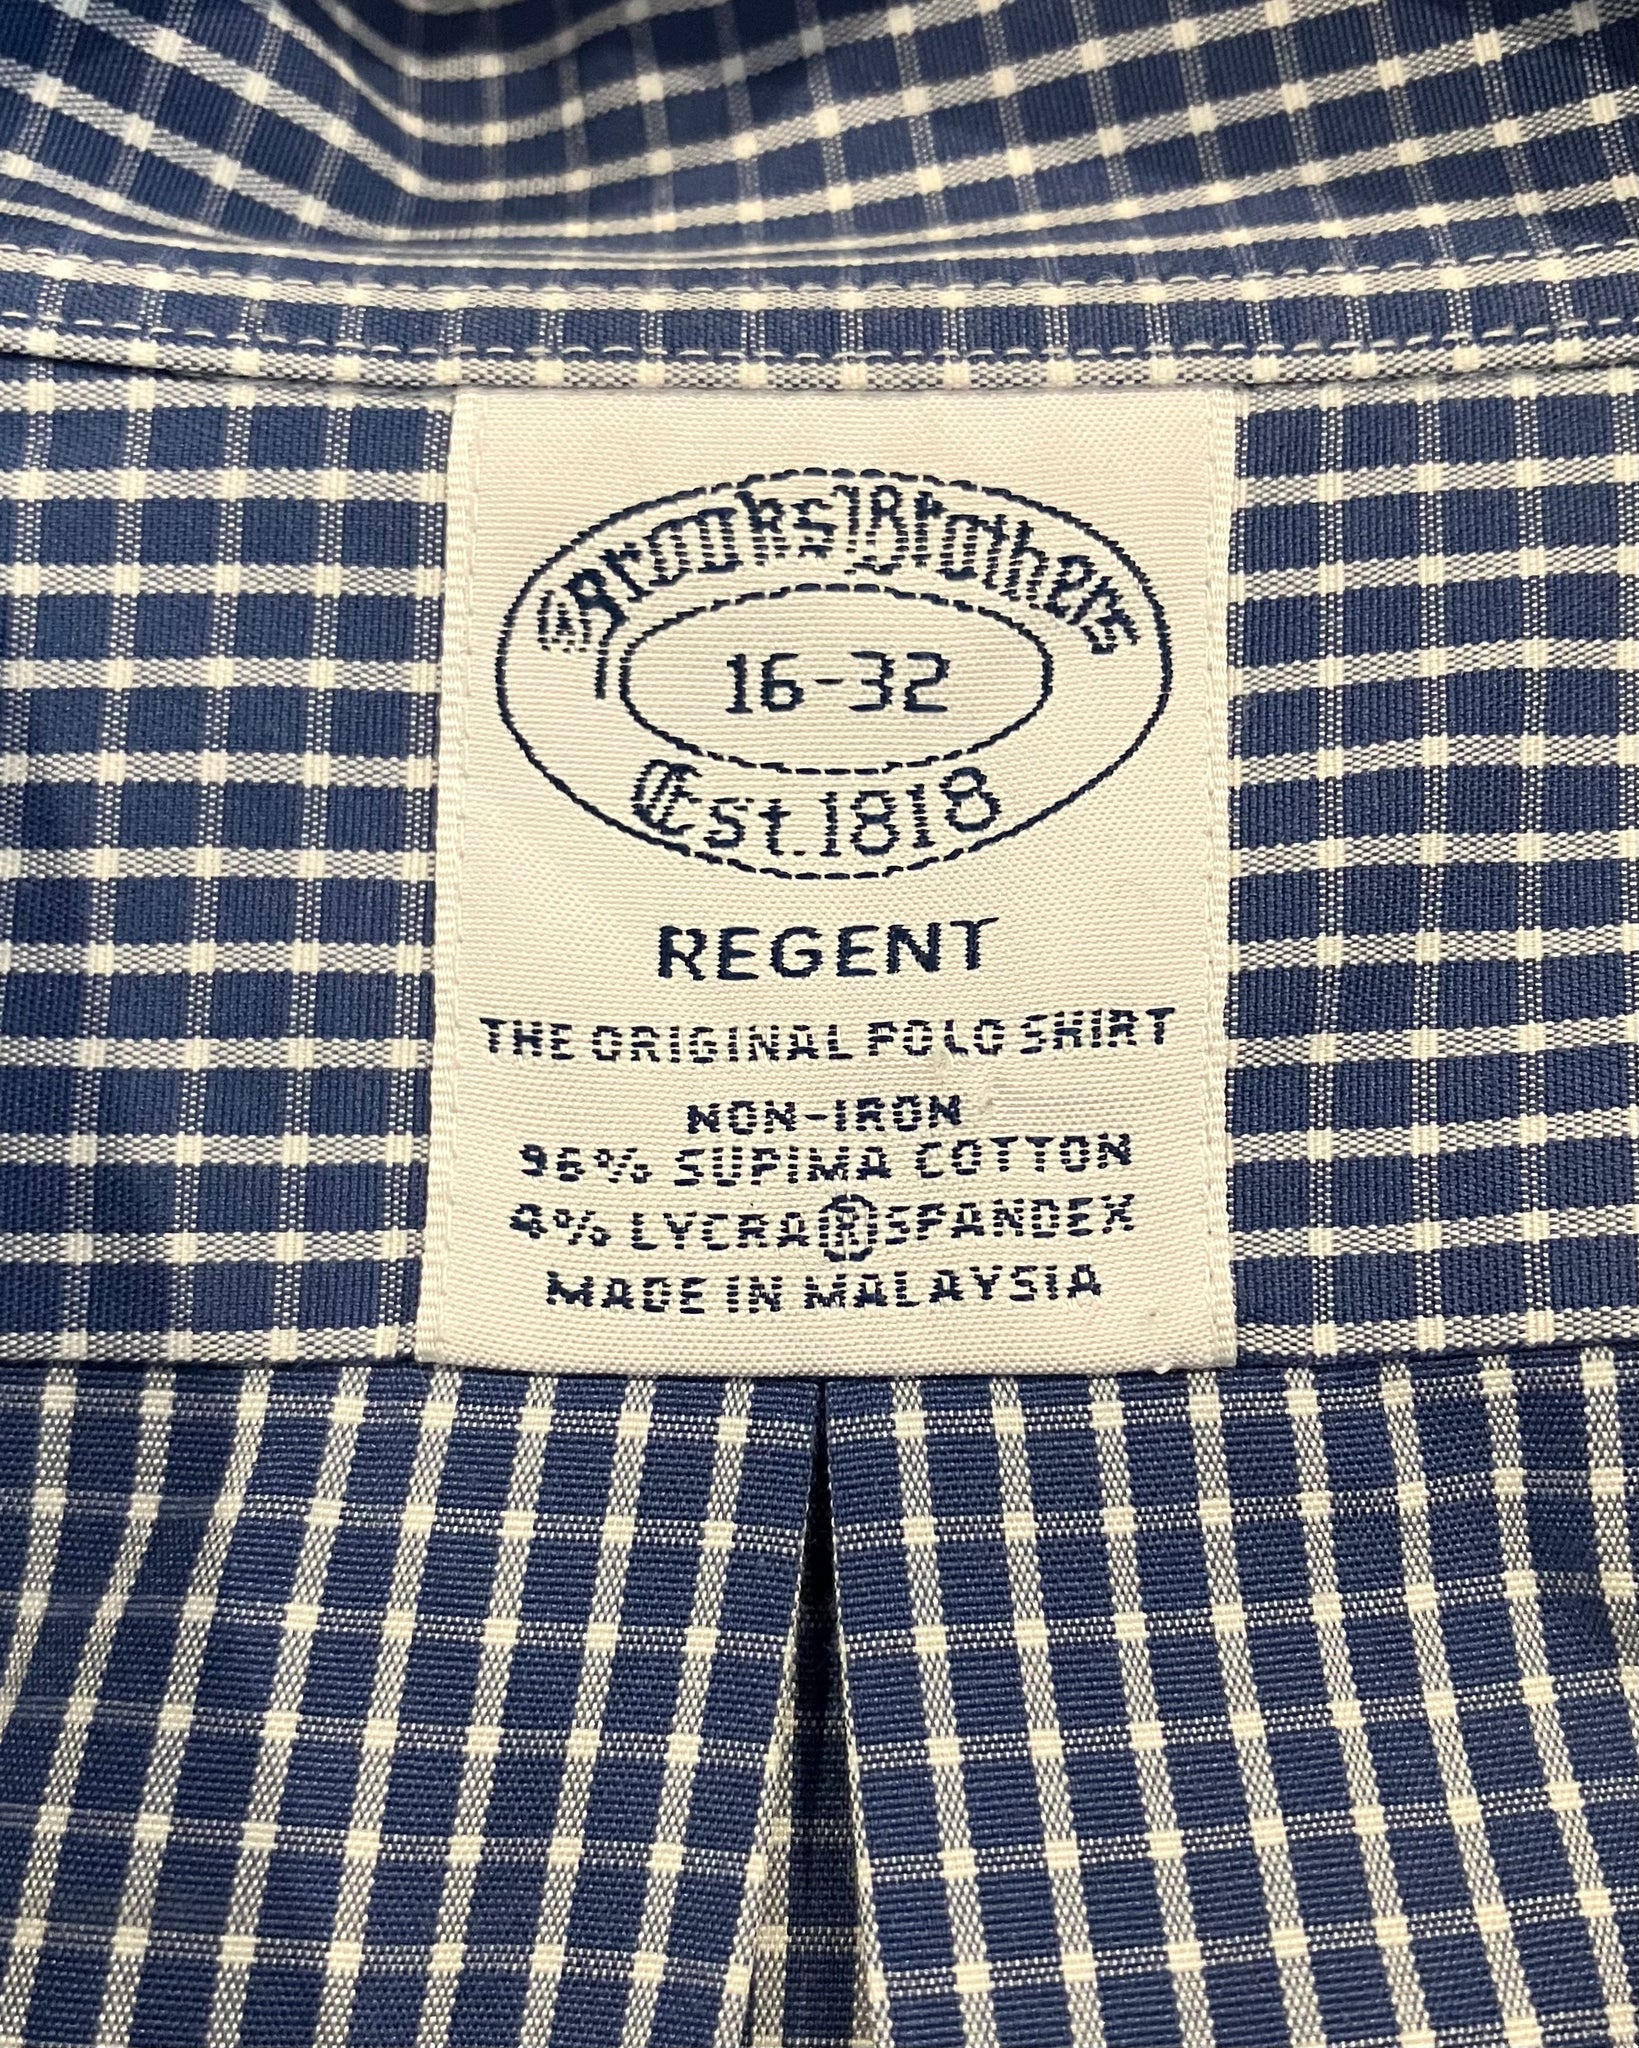 Brooks Brothers
16-32
Est. 1818
REGENT
THE ORIGINAL POLO SHIRT
NON-IRON
96% SUPIMA COTTON
4% LYCRA®SPANDEX
MADE IN MALAYSIA